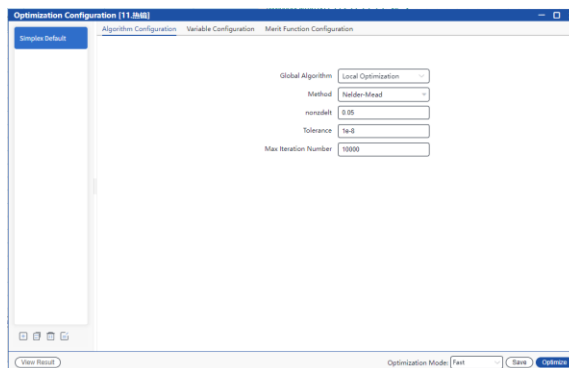 Optimization Configuration [11.热镜]
Simplex Default
Algorithm Configuration Variable Configuration Merit Function Configuration
Global Algorithm Local Optimization
Method Nelder-Mead
nonzdelt 0.05
Tolerance 1e-8
Max Iteration Number 10000
View Result Optimization Mode: Fast Save Optimize